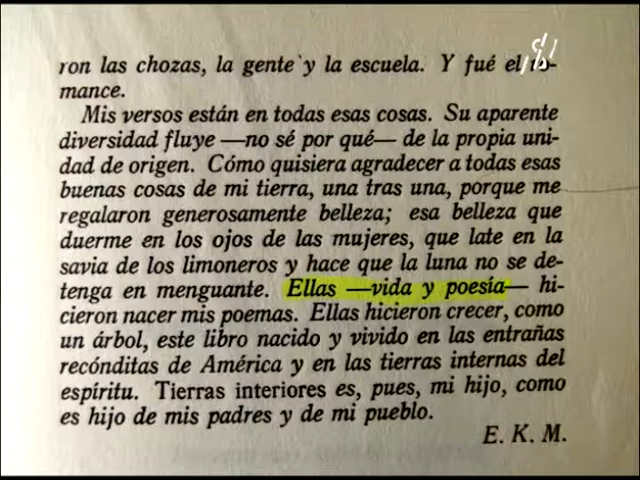 ron las chozas, la gente y la escuela. Y fué el ro-
mance.
Mis versos están en todas esas cosas. Su aparente
diversidad fluye —no sé por qué— de la propia uni-
dad de origen. Cómo quisiera agradecer a todas esas
buenas cosas de mi tierra, una tras una, porque me
regalaron generosamente belleza; esa belleza que
duerme en los ojos de las mujeres, que late en la
savia de los limoneros y hace que la luna no se de-
tenga en menguante. Ellas —vida y poesía— hi-
cieron nacer mis poemas. Ellas hicieron crecer, como
un árbol, este libro nacido y vivido en las entrañas
recónditas de América y en las tierras internas del
espíritu. Tierras interiores es, pues, mi hijo, como
es hijo de mis padres y de mi pueblo.
E. K. M.